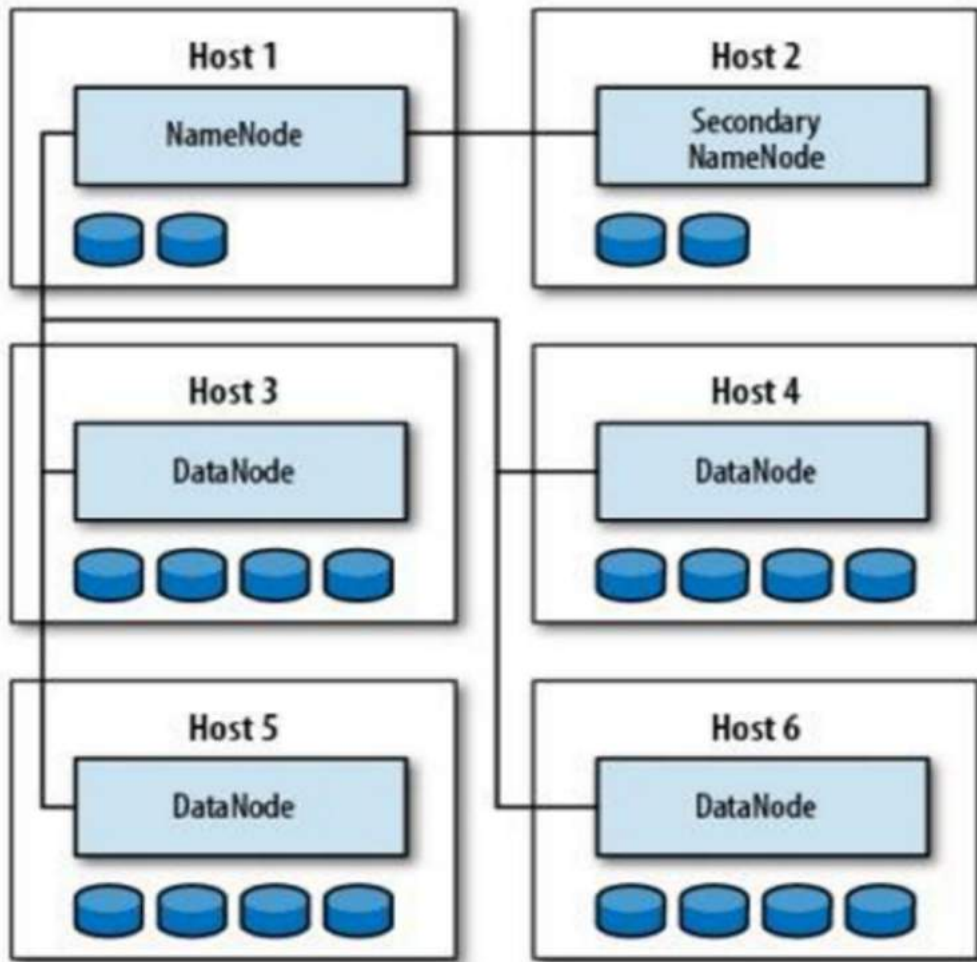 Host 1
NameNode
Host 2
Secondary
NameNode
Host 3
DataNode
Host 4
DataNode
Host 5
DataNode
Host 6
DataNode